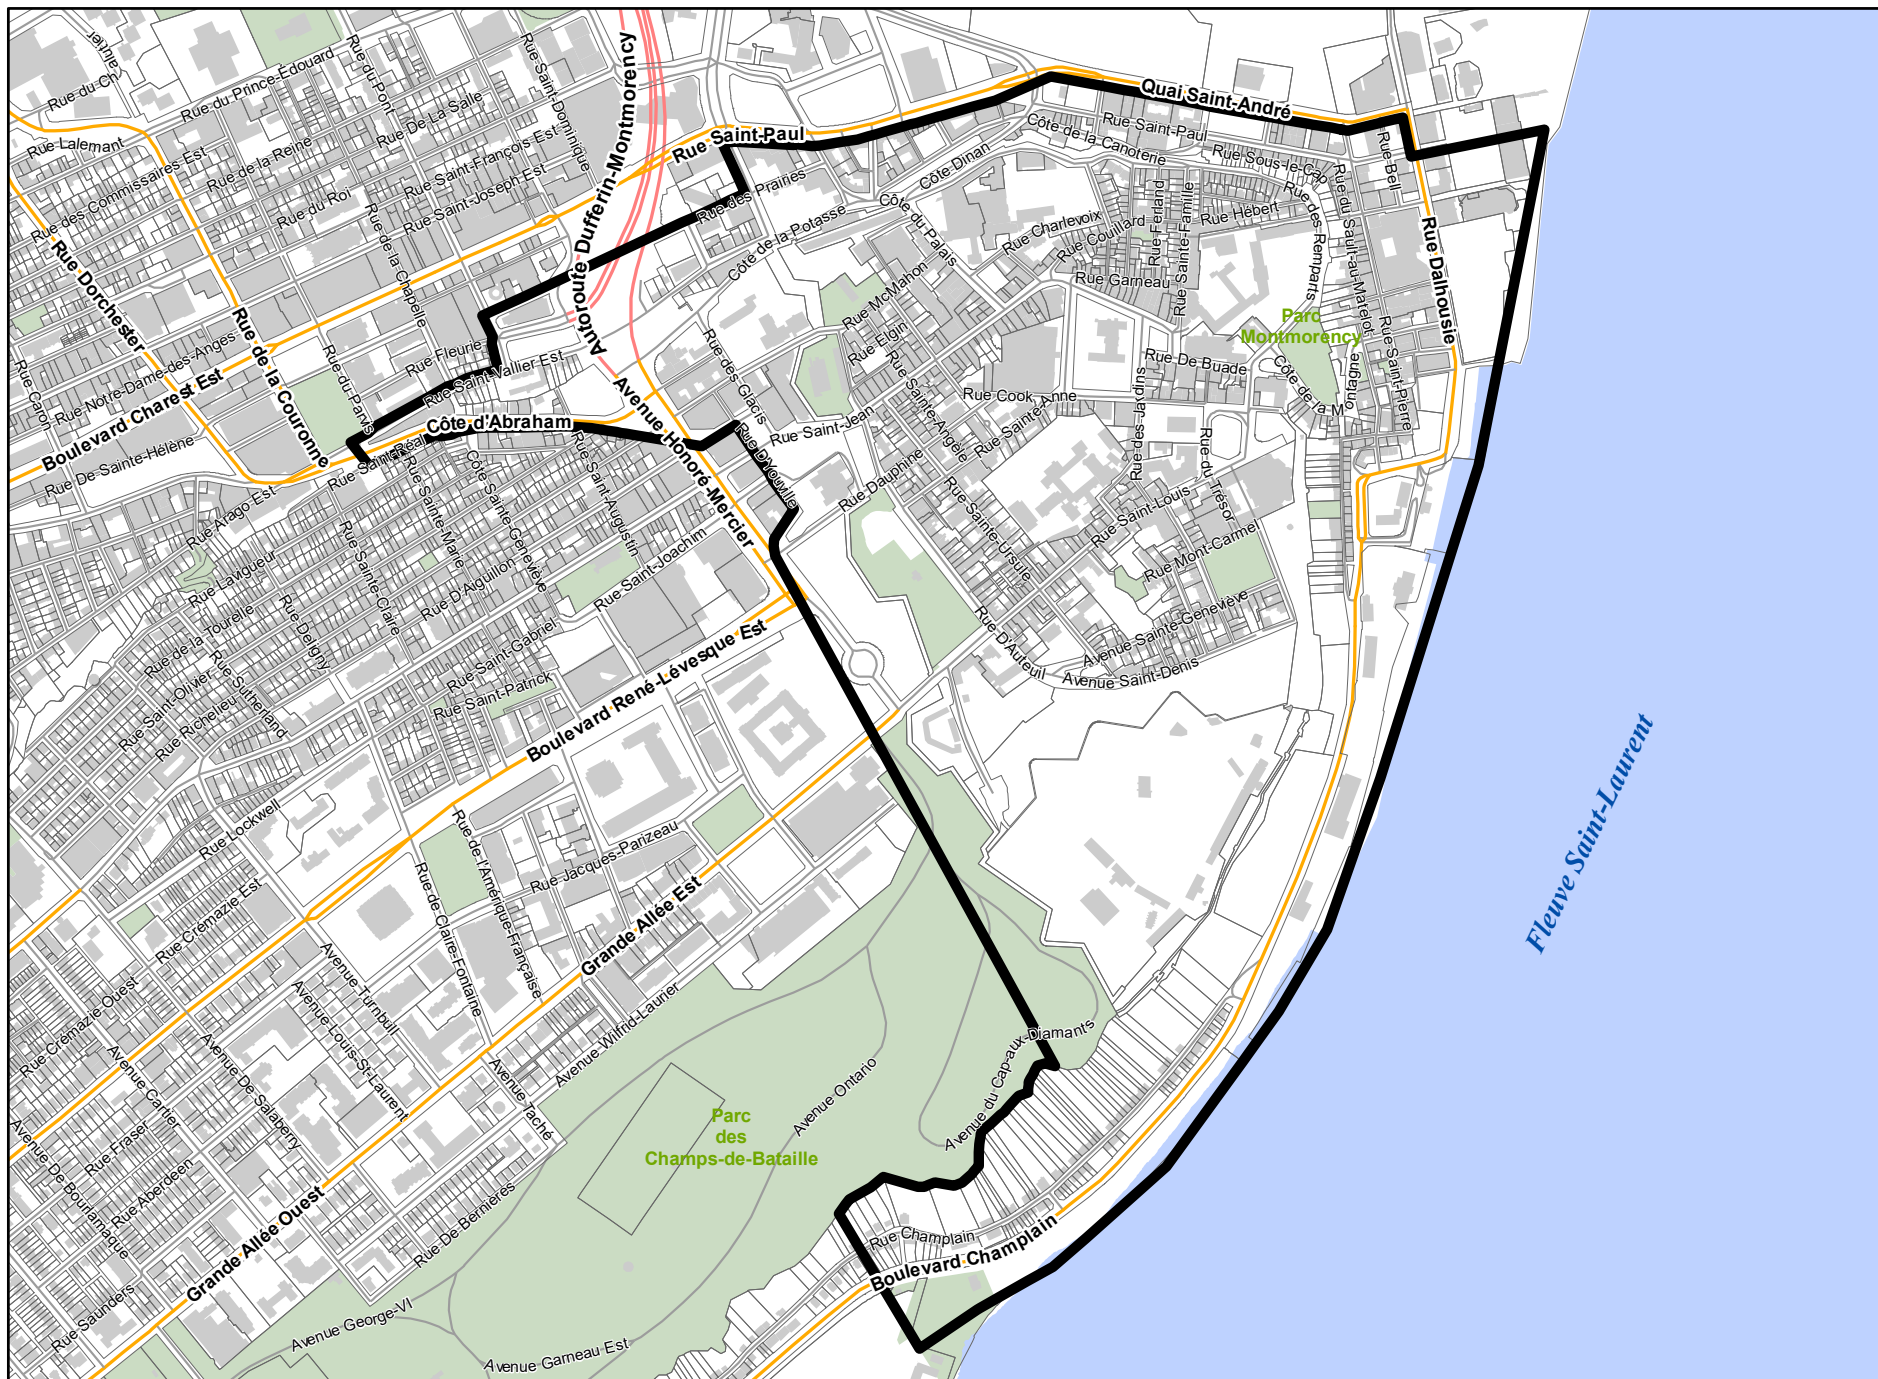 Rue du Ch
autier
Rue du Prince-Édouard
Rue du Port
Rue De La Salle
Rue Saint-Dominique
Autoroute Dufferin-Montmorency
Rue Lalemant
Rue des Commissaires Est
Rue de la Reine
Rue Saint-François Est
Rue Saint-Joseph Est
Rue du Roi
Rue de la Chapelle
Rue Saint-Paul
Quai Saint-André
Rue Saint-Paul
Côte de la Canoterie
Rue Sous-le-Cap
Côte Dinan
Rue des Prairies
Rue Bell
Rue du Sault-au-Matelot
Rue des Remparts
Rue Hébert
Rue Sainte-Famille
Rue Ferland
Rue Couillard
Rue Charlevoix
Rue Garneau
Côte du Palais
Côte de la Potasse
Rue Dalhousie
Rue Dorchester
Rue de la Couronne
Rue McMahon
Rue Elgin
Parc
Montmorency
Rue De Buade
Côte de la M
ontagne
Rue Saint-Pierre
Rue Notre-Dame-des-Anges
Boulevard Charest Est
Rue Caron
Rue De Sainte-Hélène
Rue du Parvis
Rue Fleurie
Rue Saint-Vallier Est
Côte d'Abraham
Avenue Honoré-Mercier
Rue des Glacis
Rue Saint-Jean
Rue D'Youville
Rue Dauphine
Rue Sainte-Angèle
Rue Sainte-Anne
Rue Cook
Rue des Jardins
Rue du Trésor
Rue Saint-Louis
Rue Sainte-Ursule
Rue Mont-Carmel
Rue Saint-Réal
Rue Arago Est
Rue Lavigueur
Rue de la Tourelle
Rue Sainte-Claire
Rue Sainte-Marie
Côte Sainte-Geneviève
Rue Saint-Augustin
Rue D'Aiguillon
Rue Saint-Joachim
Rue Deligny
Rue Saint-Olivier
Rue Richelieu
Rue Sutherland
Rue Saint-Gabriel
Rue Saint-Patrick
Boulevard René-Lévesque Est
Rue D'Auteuil
Avenue Sainte-Geneviève
Avenue Saint-Denis
Rue Lockwell
Rue Crémazie Est
Rue Crémazie Ouest
Rue de l'Amérique-Française
Rue Jacques-Parizeau
Rue de Claire-Fontaine
Grande Allée Est
Avenue Wilfrid-Laurier
Avenue Turnbull
Avenue Louis-St-Laurent
Avenue De Salaberry
Avenue Cartier
Rue Fraser
Rue Aberdeen
Avenue De Bourlamaque
Avenue Taché
Rue De Bernières
Grande Allée Ouest
Rue Saunders
Avenue George-VI
Avenue Garneau Est
Parc
des
Champs-de-Bataille
Avenue Ontario
Avenue du Cap-aux-Diamants
Rue Champlain
Boulevard Champlain
Fleuve Saint-Laurent